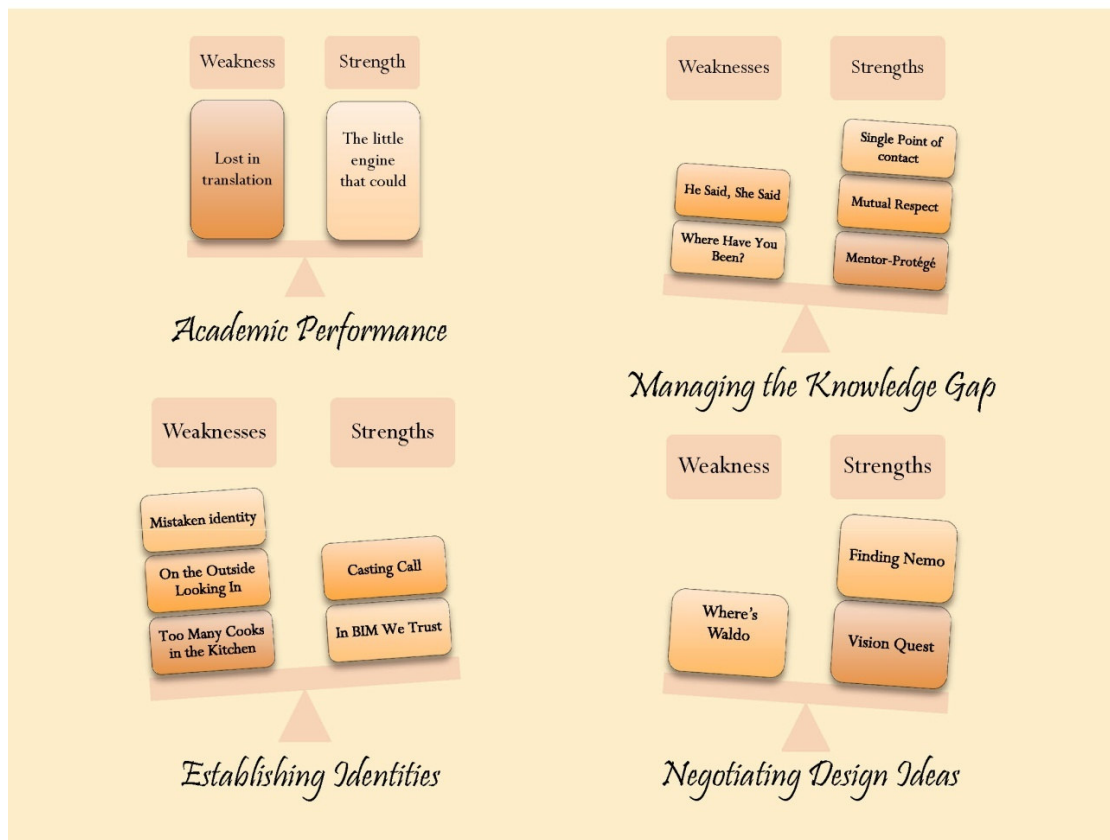 Weakness
Strength
Lost in
translation
The little
engine
that could
Academic Performance
Weaknesses
Strengths
He Said, She Said
Where Have You
Been?
Single Point of
contact
Mutual Respect
Mentor-Protégé
Managing the Knowledge Gap
Weaknesses
Strengths
Mistaken identity
On the Outside
Looking In
Too Many Cooks
in the Kitchen
Casting Call
In BIM We Trust
Establishing Identities
Weakness
Strengths
Where's
Waldo
Finding Nemo
Vision Quest
Negotiating Design Ideas